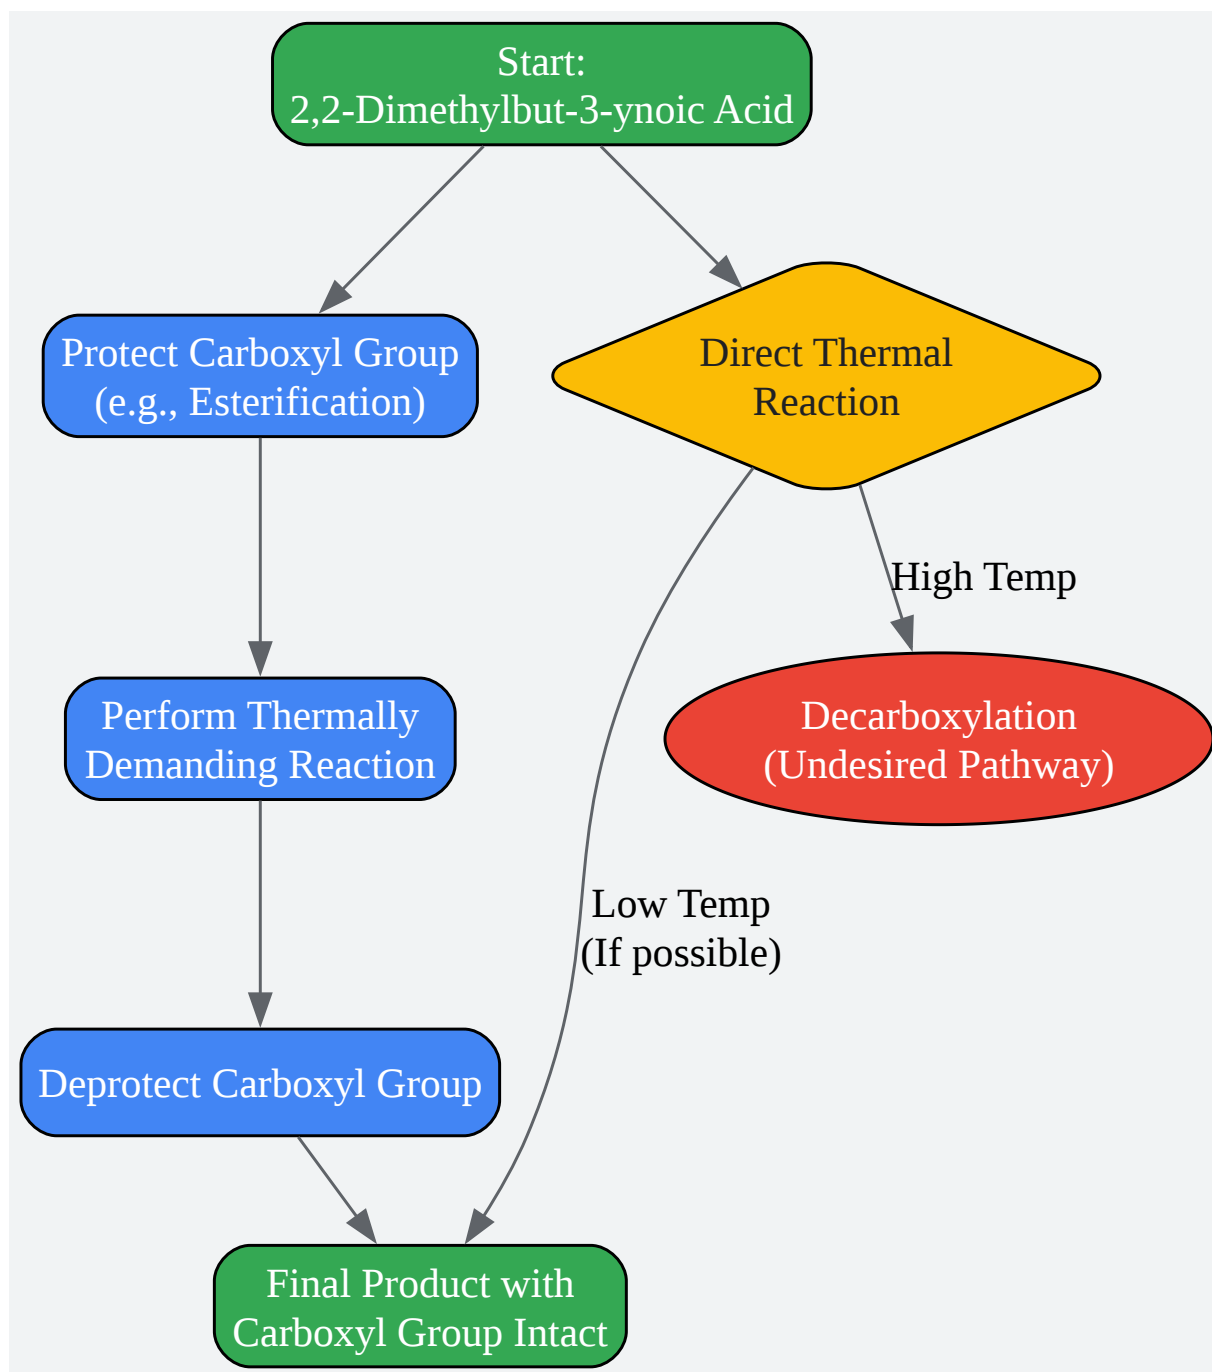 Start:
2,2-Dimethylbut-3-ynoic Acid
Protect Carboxyl Group
(e.g., Esterification)
Direct Thermal
Reaction
High Temp
Perform Thermally
Demanding Reaction
Decarboxylation
(Undesired Pathway)
Low Temp
(If possible)
Deprotect Carboxyl Group
Final Product with
Carboxyl Group Intact